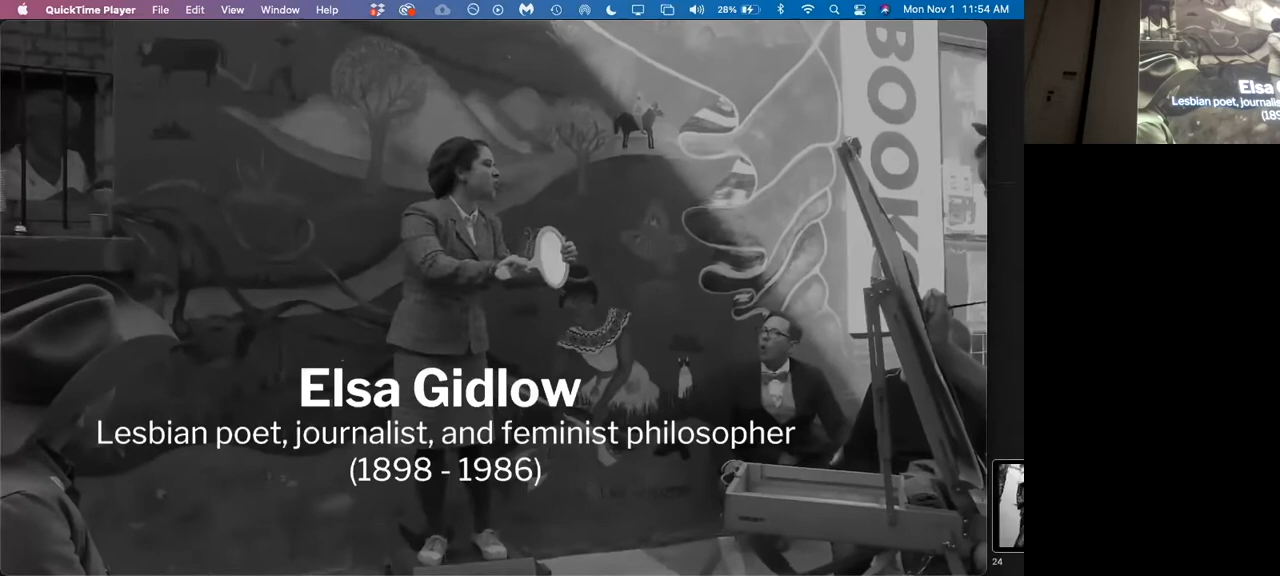 QuickTime Player File Edit View Window Help 28% Mon Nov 1 11:54 AM
BOOK
Elsa Gidlow
Lesbian poet, journalist, and feminist philosopher
(1898 - 1986)
24
Elsa
Lesbian poet, journalis
(189